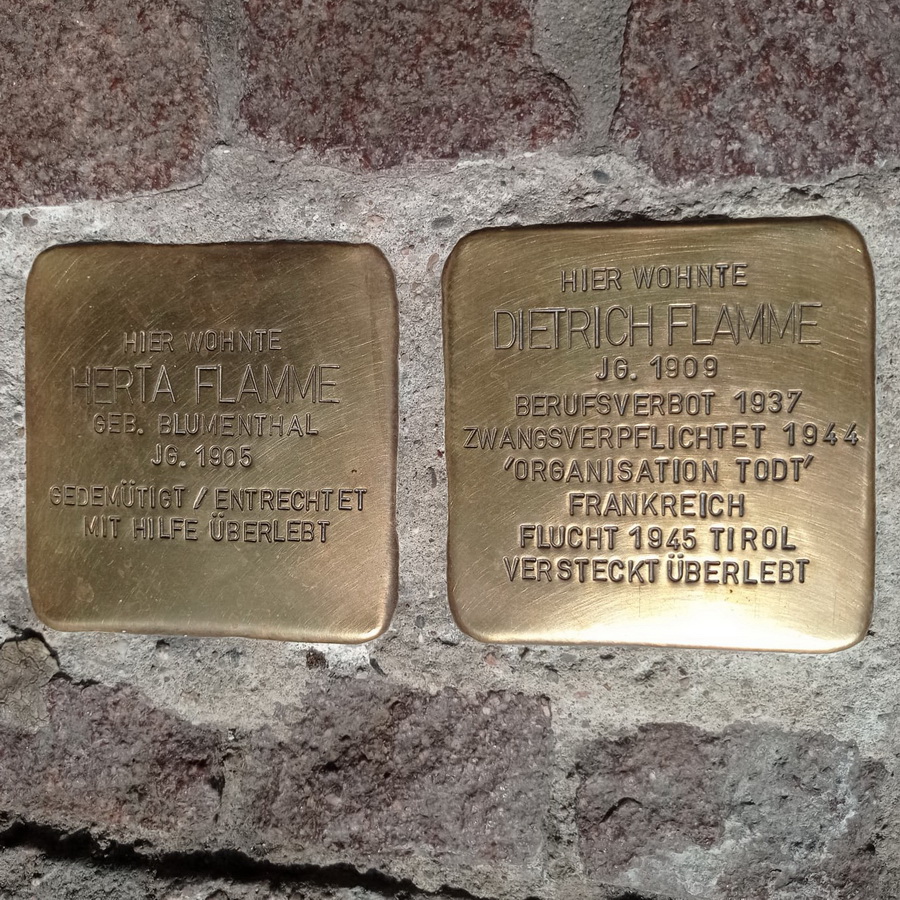 HIER WOHNTE
HERTA FLAMME
GEB. BLUMENTHAL
JG. 1905
GEDEMÜTIGT / ENTRECHTET
MIT HILFE ÜBERLEBT
HIER WOHNTE
DIETRICH FLAMME
JG. 1909
BERUFSVERBOT 1937
ZWANGSVERPFLICHTET 1944
'ORGANISATION TODT'
FRANKREICH
FLUCHT 1945 TIROL
VERSTECKT ÜBERLEBT